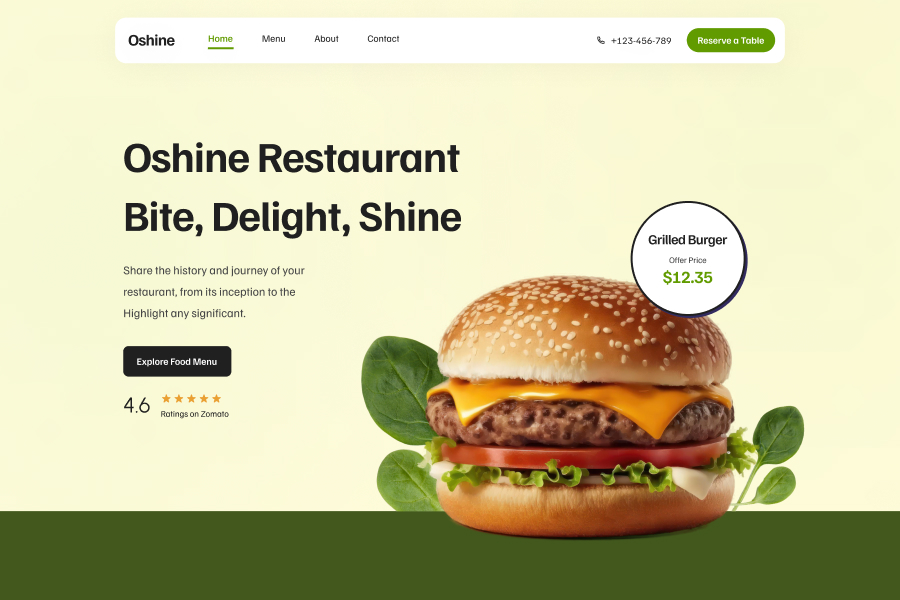 Oshine
Home
Menu
About
Contact
+123-456-789
Reserve a Table
Oshine Restaurant
Bite, Delight, Shine
Share the history and journey of your
restaurant, from its inception to the
Highlight any significant.
Explore Food Menu
4.6
Ratings on Zomato
Grilled Burger
Offer Price
$12.35